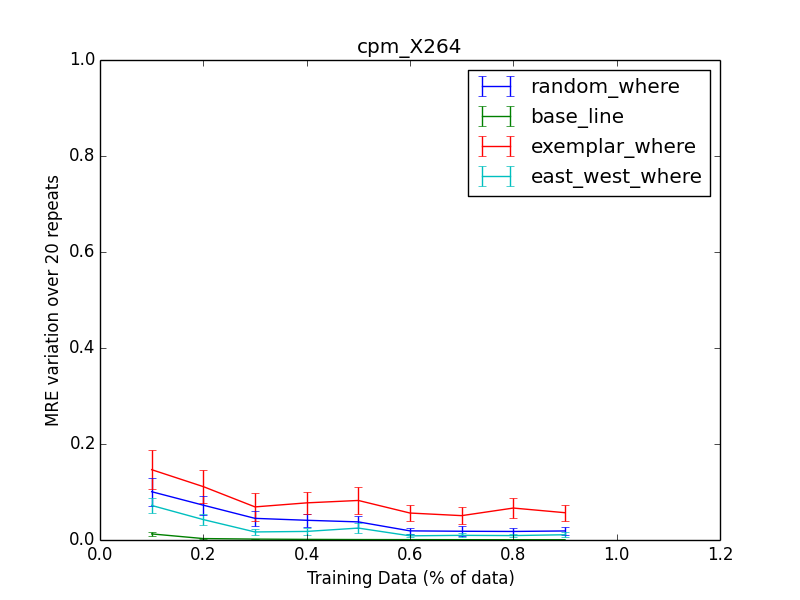 cpm_X264
random_where
base_line
exemplar_where
east_west_where
MRE variation over 20 repeats
1.0
0.8
0.6
0.4
0.2
0.0
0.0 0.2 0.4 0.6 0.8 1.0 1.2
Training Data (% of data)